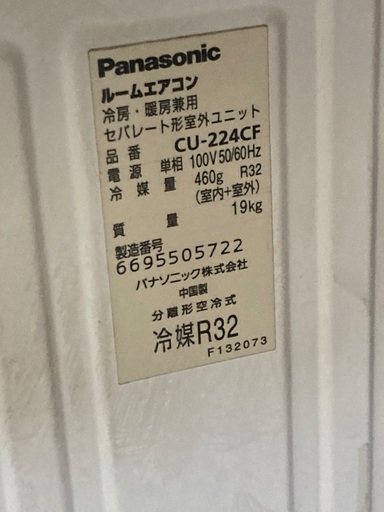 Panasonic
ルームエアコン
冷房・暖房兼用
セパレート形室外ユニット
品番 CU-224CF
電源 単相 100V 50/60Hz
冷媒量 460g R32
(室内+室外)
質量 19kg
製造番号
6695505722
パナソニック株式会社
中国製
分離形空冷式
冷媒R32
F132073